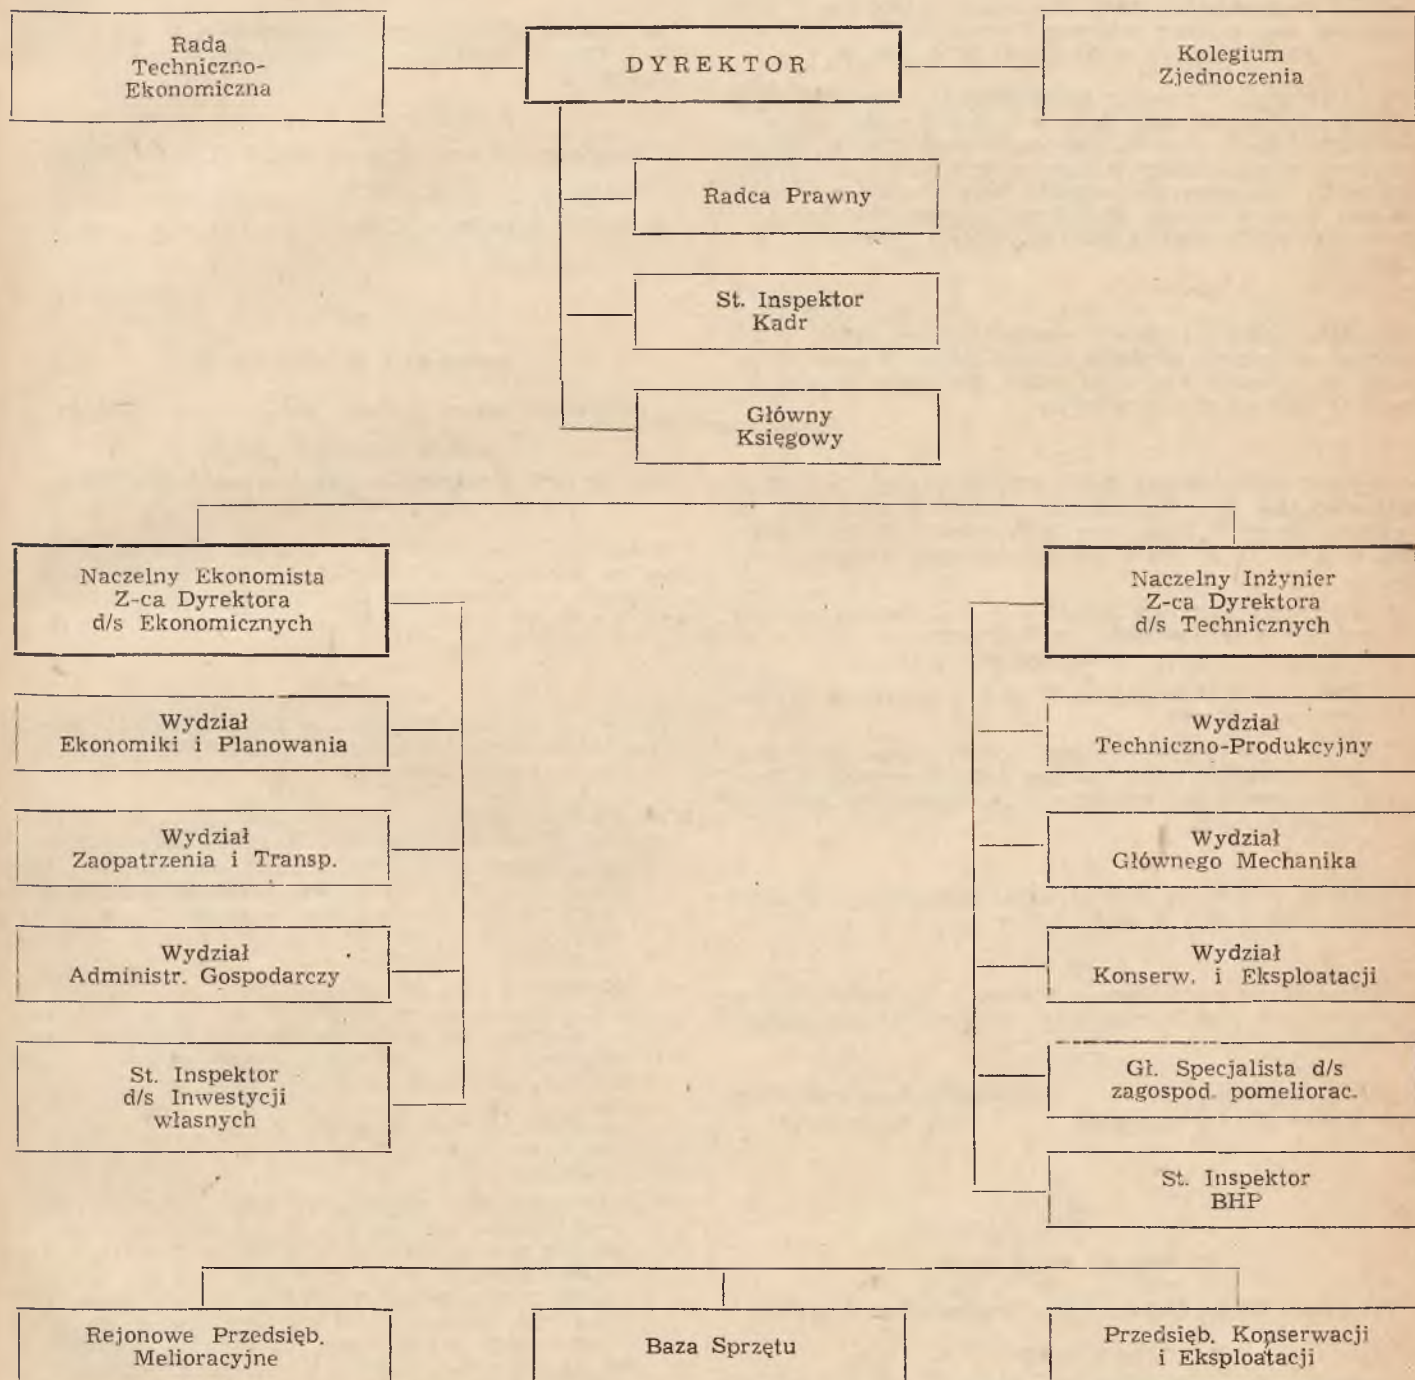 Rada
Techniczno-
Ekonomiczna
DYREKTOR
Kolegium
Zjednoczenia
Radca Prawny
St. Inspektor
Kadr
Główny
Księgowy
Naczelny Ekonomista
Z-ca Dyrektora
d/s Ekonomicznych
Naczelny Inżynier
Z-ca Dyrektora
d/s Technicznych
Wydział
Ekonomiki i Planowania
Wydział
Techniczno-Produkcyjny
Wydział
Zaopatrzenia i Transp.
Wydział
Głównego Mechanika
Wydział
Administr. Gospodarczy
Wydział
Konserw. i Eksploatacji
St. Inspektor
d/s Inwestycji
własnych
Gł. Specjalista d/s
zagospod. pomeliorac.
St. Inspektor
BHP
Rejonowe Przedsięb.
Melioracyjne
Baza Sprzętu
Przedsięb. Konserwacji
i Eksploatacji